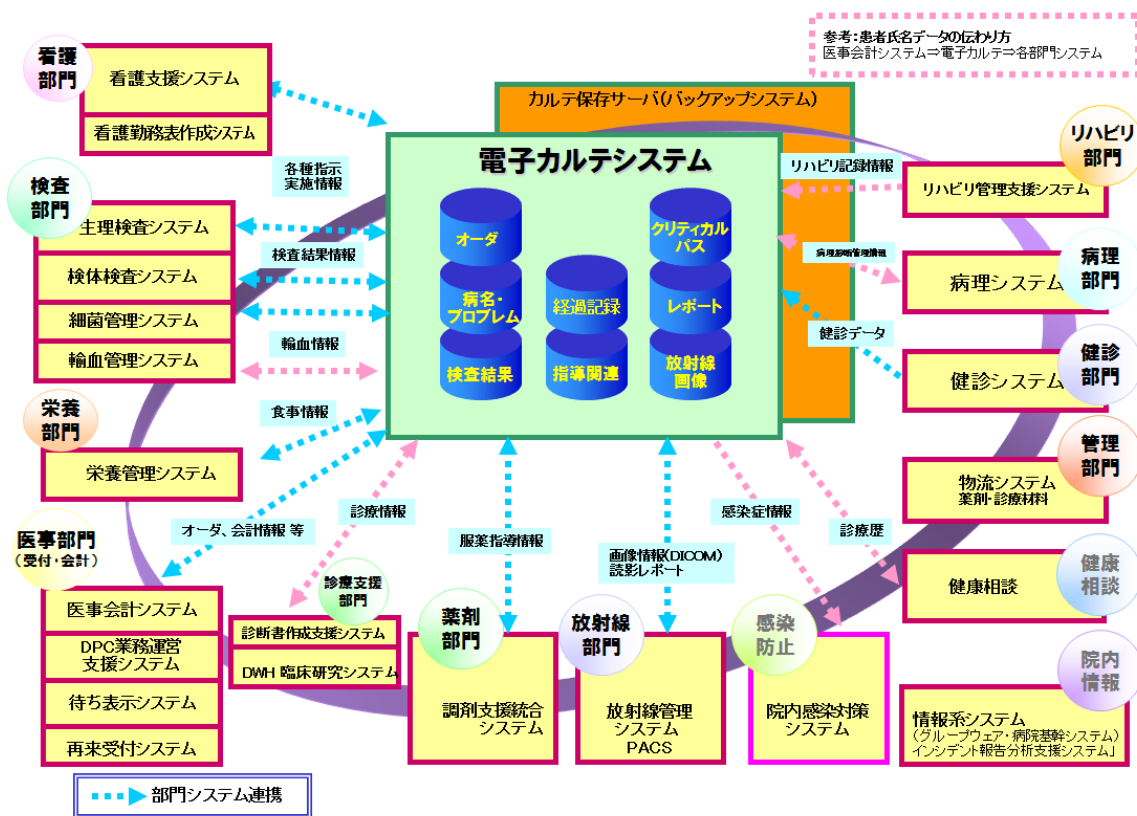 参考:患者氏名データの伝わり方
医事会計システム⇒電子カルテ⇒各部門システム
看護
部門
看護支援システム
看護勤務表作成システム
カルテ保存サーバ(バックアップシステム)
電子カルテシステム
オーダ
病名・
プロブレム
検査結果
経過記録
指導関連
クリティカル
パス
レポート
放射線
画像
各種指示
実施情報
検査
部門
生理検査システム
検体検査システム
細菌管理システム
輸血管理システム
検査結果情報
輸血情報
栄養
部門
栄養管理システム
食事情報
医事部門
(受付・会計)
医事会計システム
DPC業務運営
支援システム
待ち表示システム
再来受付システム
オーダ、会計情報 等
診療情報
診療支援
部門
診断書作成支援システム
DWH 臨床研究システム
服薬指導情報
薬剤
部門
調剤支援統合
システム
画像情報(DICOM)
読影レポート
放射線
部門
放射線管理
システム
PACS
感染症情報
感染
防止
院内感染対策
システム
診療歴
リハビリ
部門
リハビリ管理支援システム
リハビリ記録情報
病理
部門
病理システム
病理診断管理情報
健診
部門
健診システム
健診データ
管理
部門
物流システム
薬剤・診療材料
健康
相談
健康相談
院内
情報
情報系システム
(グループウェア・病院基幹システム)
インシデント報告分析支援システム」
部門システム連携